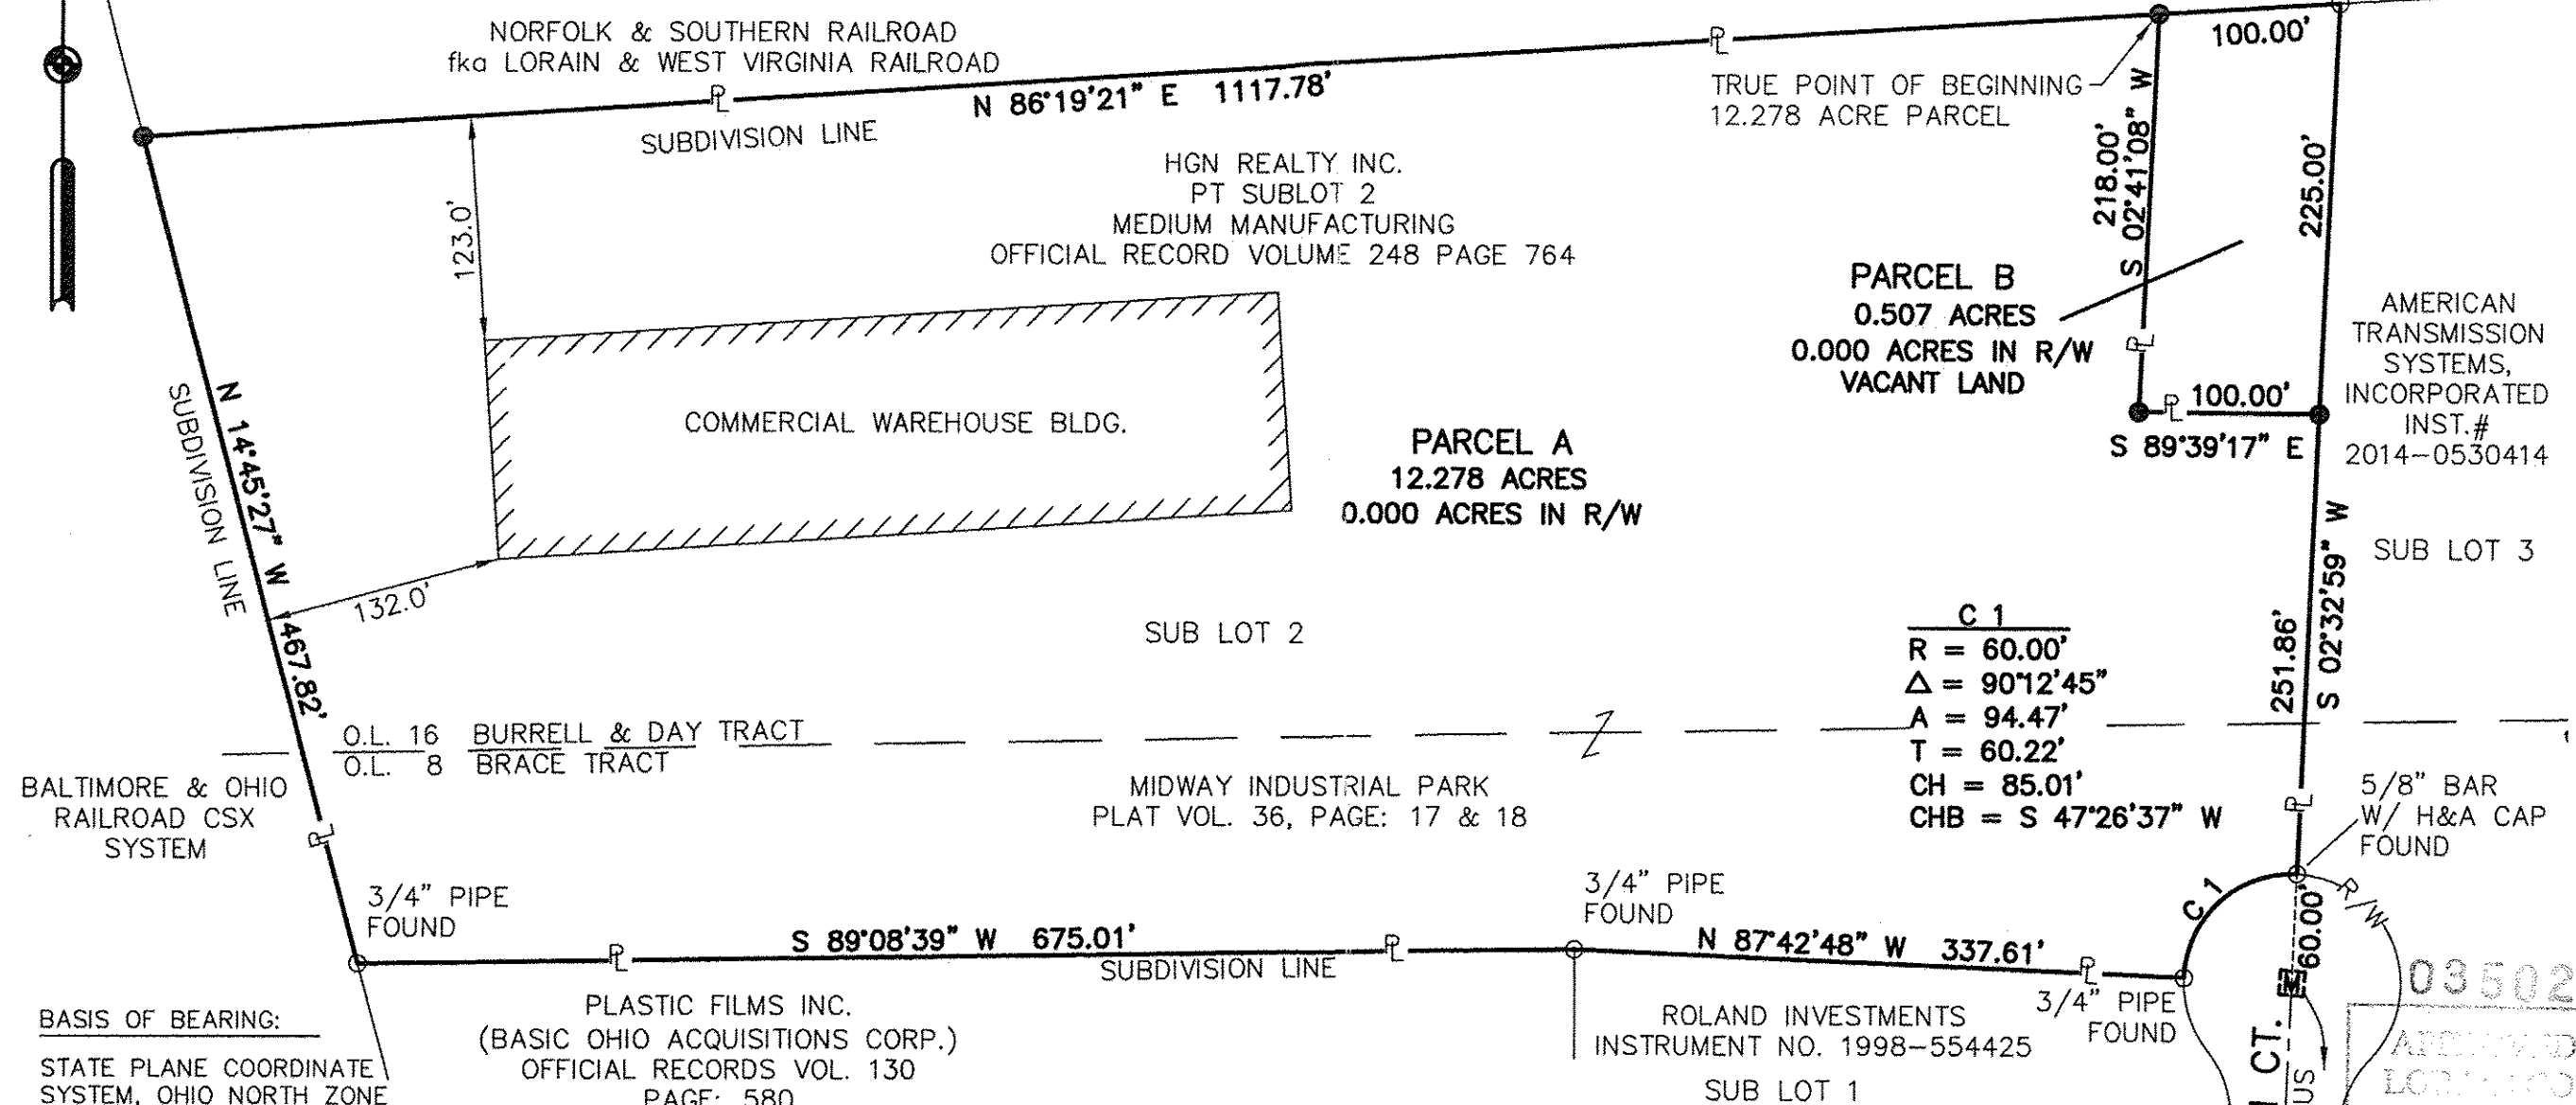 NORFOLK & SOUTHERN RAILROAD
fka LORAIN & WEST VIRGINIA RAILROAD
N 86°19'21" E 1117.78'
SUBDIVISION LINE
100.00'
TRUE POINT OF BEGINNING
12.278 ACRE PARCEL
218.00'
S 02°41'08" W
225.00'
HGN REALTY INC.
PT SUBLOT 2
MEDIUM MANUFACTURING
OFFICIAL RECORD VOLUME 248 PAGE 764
123.0'
PARCEL B
0.507 ACRES
0.000 ACRES IN R/W
VACANT LAND
AMERICAN
TRANSMISSION
SYSTEMS,
INCORPORATED
INST.#
2014-0530414
100.00'
S 89°39'17" E
COMMERCIAL WAREHOUSE BLDG.
PARCEL A
12.278 ACRES
0.000 ACRES IN R/W
N 14°45'27" W 467.82'
SUBDIVISION LINE
132.0'
SUB LOT 2
SUB LOT 3
251.86'
S 02°32'59" W
C 1
R = 60.00'
Δ = 90°12'45"
A = 94.47'
T = 60.22'
CH = 85.01'
CHB = S 47°26'37" W
O.L. 16 BURRELL & DAY TRACT
O.L. 8 BRACE TRACT
BALTIMORE & OHIO
RAILROAD CSX
SYSTEM
MIDWAY INDUSTRIAL PARK
PLAT VOL. 36, PAGE: 17 & 18
5/8" BAR
W/ H&A CAP
FOUND
3/4" PIPE
FOUND
3/4" PIPE
FOUND
C 1
R/W
60.00'
S 89°08'39" W 675.01'
SUBDIVISION LINE
N 87°42'48" W 337.61'
3/4" PIPE
FOUND
M
03502
BASIS OF BEARING:
STATE PLANE COORDINATE
SYSTEM, OHIO NORTH ZONE
PLASTIC FILMS INC.
(BASIC OHIO ACQUISITIONS CORP.)
OFFICIAL RECORDS VOL. 130
PAGE: 580
ROLAND INVESTMENTS
INSTRUMENT NO. 1998-554425
SUB LOT 1
CT.